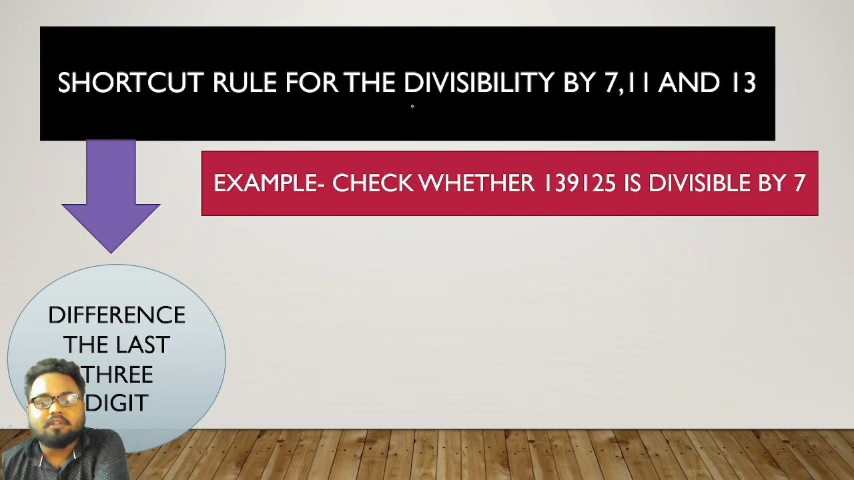 SHORTCUT RULE FOR THE DIVISIBILITY BY 7,11 AND 13
EXAMPLE- CHECK WHETHER 139125 IS DIVISIBLE BY 7
DIFFERENCE
THE LAST
THREE
DIGIT